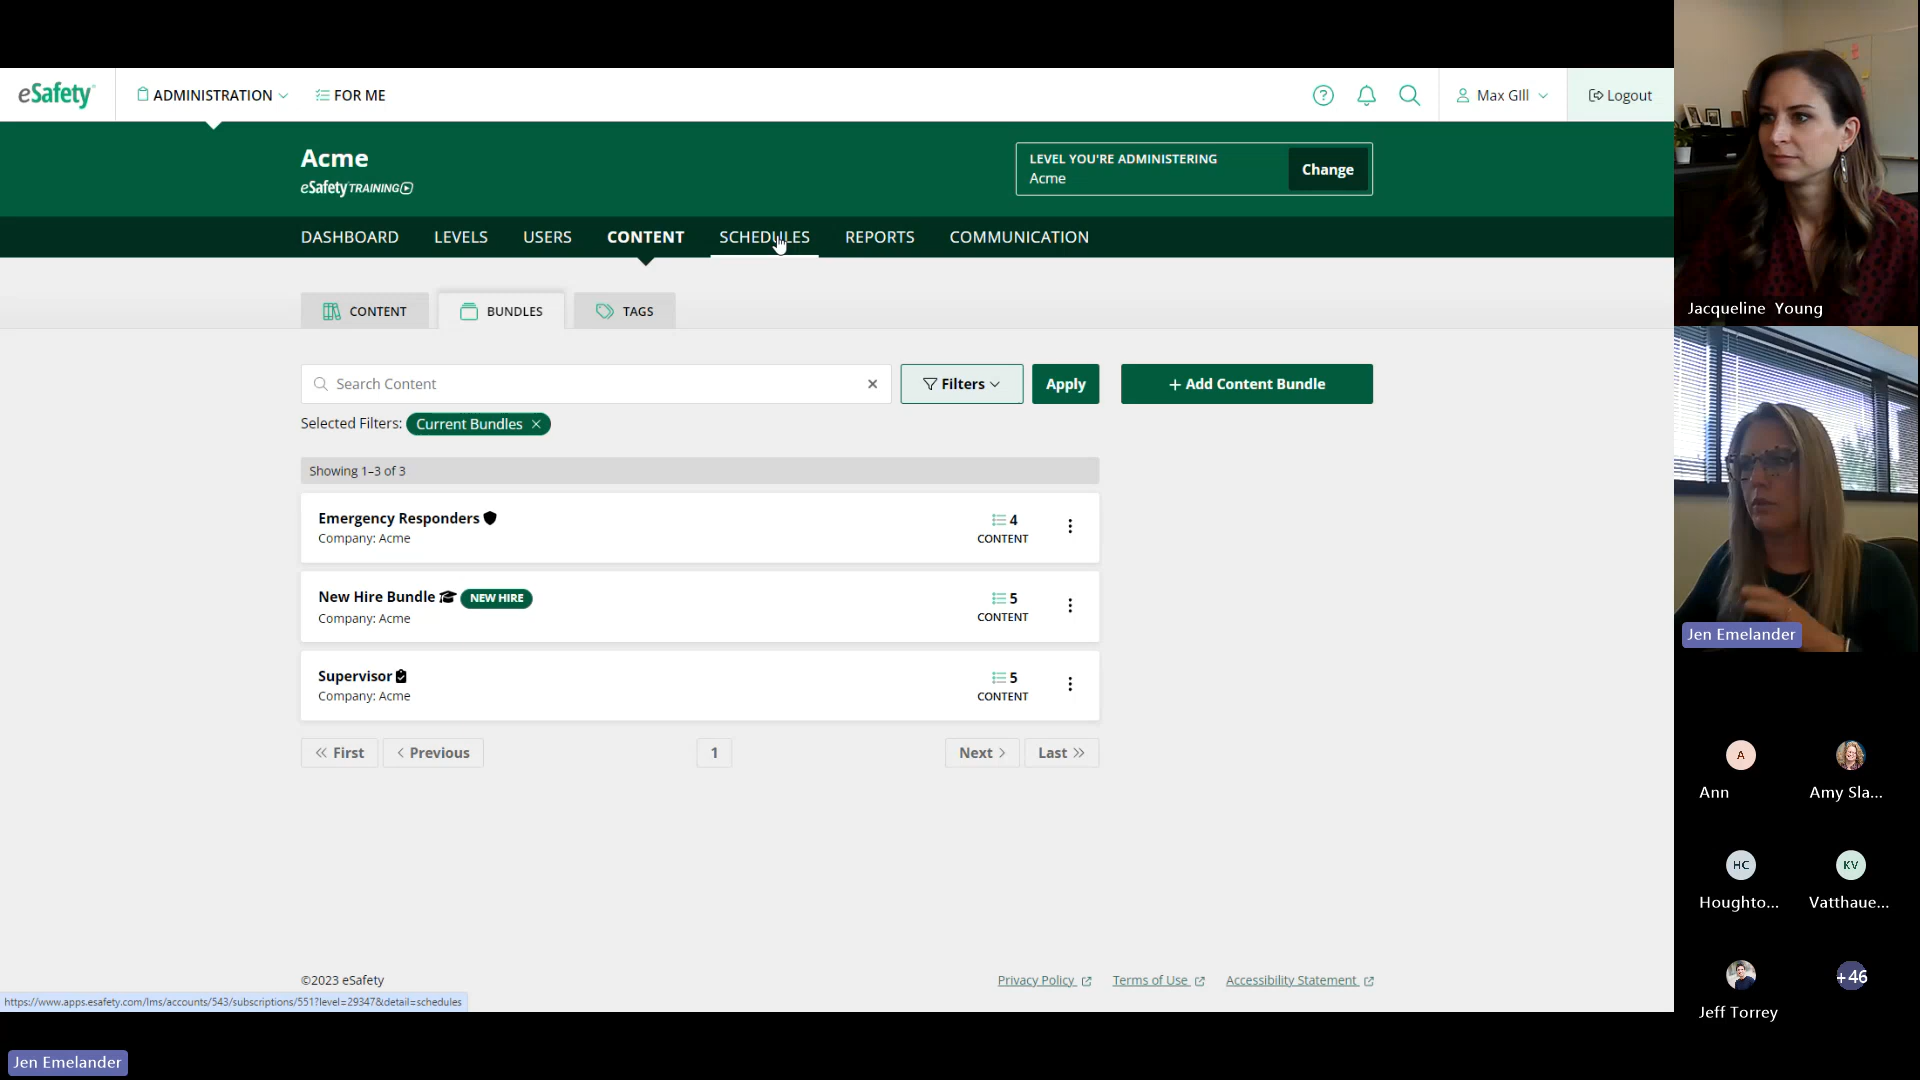 eSafety
ADMINISTRATION
FOR ME
Max GIll
Logout
Acme
eSafety TRAINING
LEVEL YOU'RE ADMINISTERING
Acme
Change
DASHBOARD
LEVELS
USERS
CONTENT
SCHEDULES
REPORTS
COMMUNICATION
CONTENT
BUNDLES
TAGS
Search Content
Filters
Apply
+ Add Content Bundle
Selected Filters: Current Bundles
Showing 1–3 of 3
Emergency Responders
Company: Acme
4
CONTENT
New Hire Bundle NEW HIRE
Company: Acme
5
CONTENT
Supervisor
Company: Acme
5
CONTENT
First
Previous
1
Next
Last
©2023 eSafety
Privacy Policy
Terms of Use
Accessibility Statement
https://www.apps.esafety.com/lms/accounts/543/subscriptions/551?level=29347&detail=schedules
Jen Emelander
Jacqueline Young
Jen Emelander
A
Ann
Amy Sla...
HC
Houghto...
KV
Vatthaue...
Jeff Torrey
+46